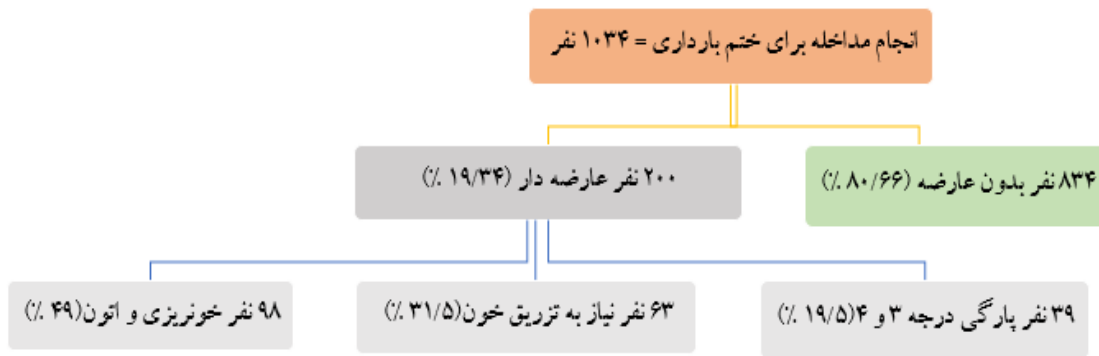 انجام مداخله برای ختم بارداری = ۱۰۳۴ نفر
۸۳۴ نفر بدون عارضه (۸۰/۶۶ ٪)
۲۰۰ نفر عارضه دار (۱۹/۳۴ ٪)
۳۹ نفر پارگی درجه ۳ و ۴(۱۹/۵ ٪)
۶۳ نفر نیاز به تزریق خون(۳۱/۵ ٪)
۹۸ نفر خونریزی و اتون(۴۹ ٪)